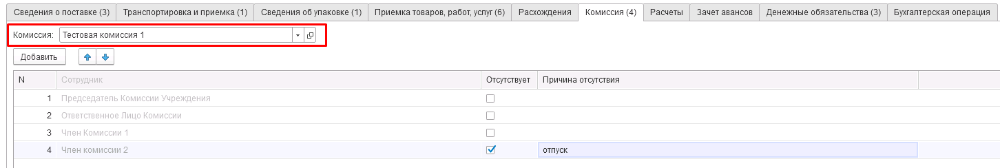 Сведения о поставке (3) Транспортировка и приемка (1) Сведения об упаковке (1) Приемка товаров, работ, услуг (6) Расхождения Комиссия (4) Расчеты Зачет авансов Денежные обязательства (3) Бухгалтерская операция
Комиссия: Тестовая комиссия 1
Добавить
N Сотрудник Отсутствует Причина отсутствия
1 Председатель Комиссии Учреждения
2 Ответственное Лицо Комиссии
3 Член Комиссии 1
4 Член комиссии 2 отпуск